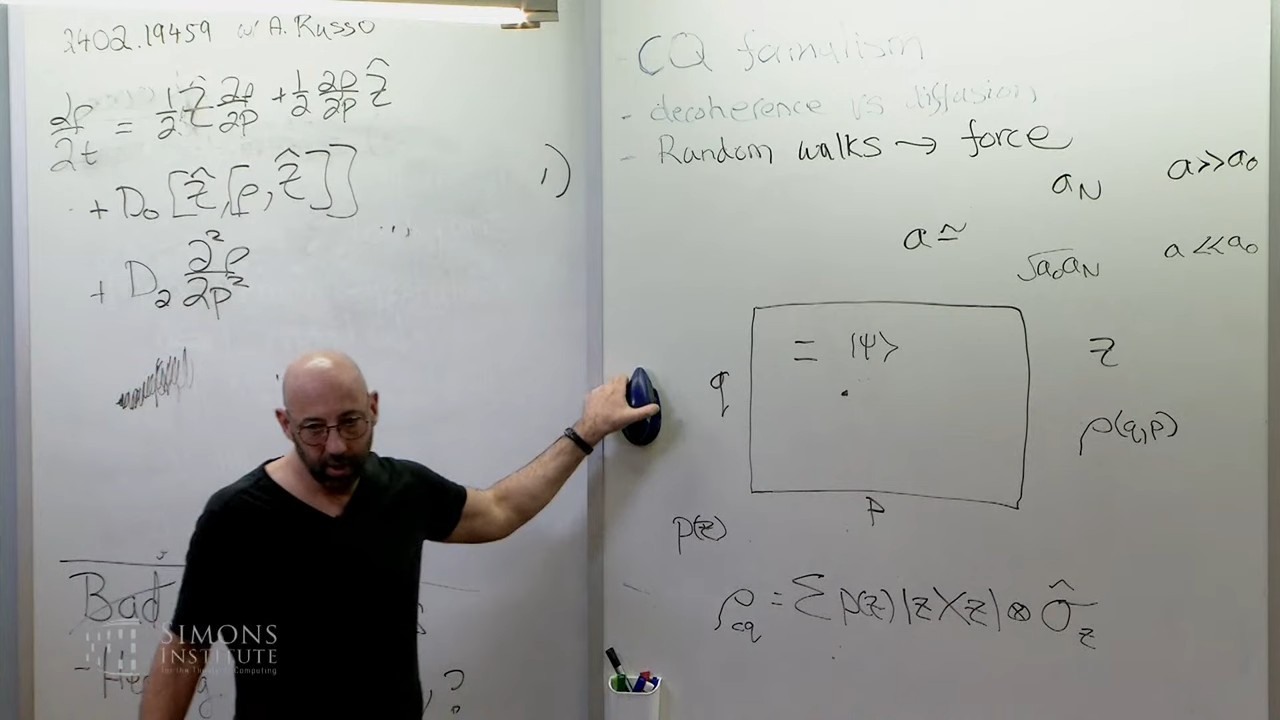 2402.19459 w/ A. Russo
∂ρ/∂t = 1/2 Ẑ ∂ρ/∂p + 1/2 ∂ρ/∂p Ẑ
+ D₀ [Ẑ, [ρ, Ẑ]]
...
+ D₂ ∂²ρ/∂p²
Bad
SIMONS
INSTITUTE
for the Theory of Computing
?
1)
CQ formalism
- decoherence vs diffusion
- Random walks → force
a ≃
a_N a>>a₀
√a₀a_N a<<a₀
= |ψ>
q
p
z
ρ(q,p)
p(z)
ρ_cq = Σ p(z) |z><z| ⊗ σ̂_z